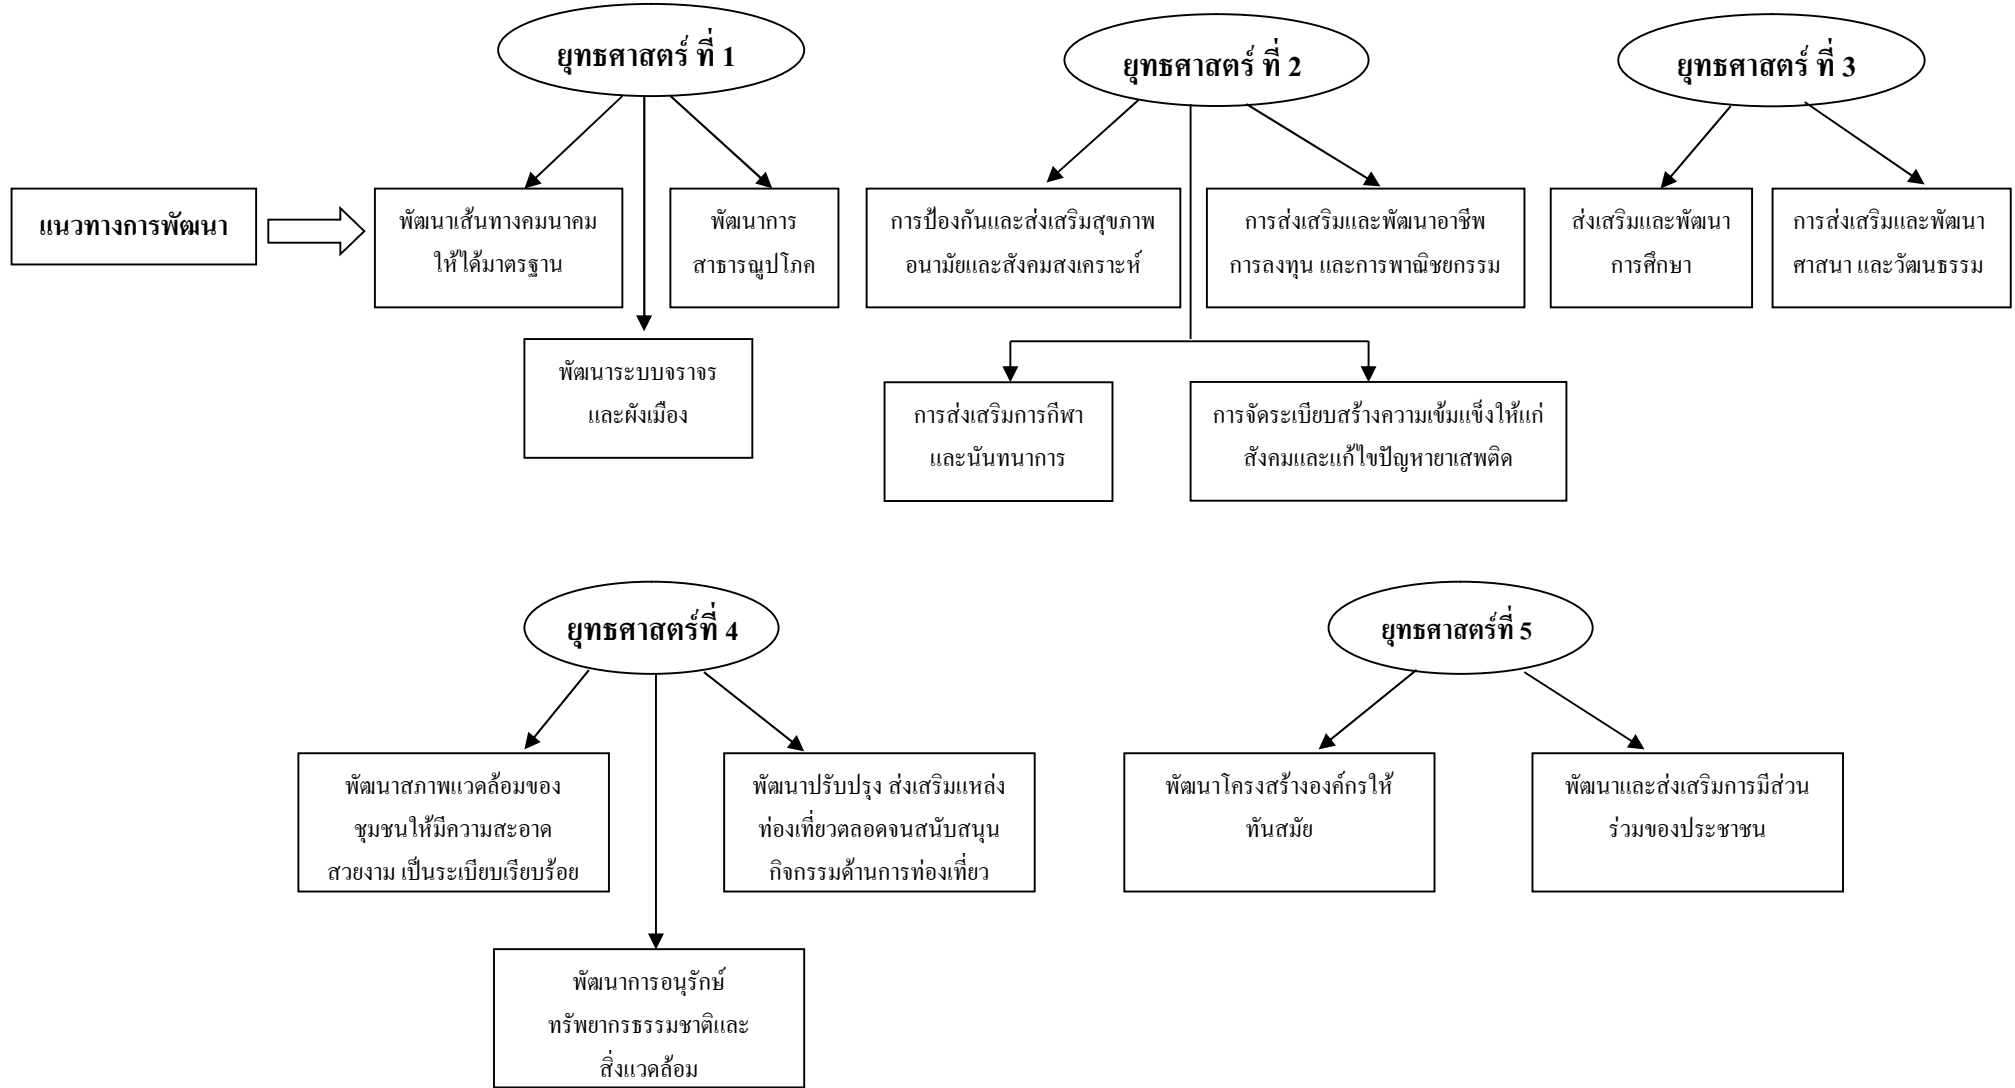 ยุทธศาสตร์ ที่ 1
ยุทธศาสตร์ ที่ 2
ยุทธศาสตร์ ที่ 3
แนวทางการพัฒนา
พัฒนาเส้นทางคมนาคม
ให้ได้มาตรฐาน
พัฒนาการ
สาธารณูปโภค
การป้องกันและส่งเสริมสุขภาพ
อนามัยและสังคมสงเคราะห์
การส่งเสริมและพัฒนาอาชีพ
การลงทุน และการพาณิชยกรรม
ส่งเสริมและพัฒนา
การศึกษา
การส่งเสริมและพัฒนา
ศาสนา และวัฒนธรรม
พัฒนาระบบจราจร
และผังเมือง
การส่งเสริมการกีฬา
และนันทนาการ
การจัดระเบียบสร้างความเข้มแข็งให้แก่
สังคมและแก้ไขปัญหายาเสพติด
ยุทธศาสตร์ที่ 4
ยุทธศาสตร์ที่ 5
พัฒนาสภาพแวดล้อมของ
ชุมชนให้มีความสะอาด
สวยงาม เป็นระเบียบเรียบร้อย
พัฒนาปรับปรุง ส่งเสริมแหล่ง
ท่องเที่ยวตลอดจนสนับสนุน
กิจกรรมด้านการท่องเที่ยว
พัฒนาโครงสร้างองค์กรให้
ทันสมัย
พัฒนาและส่งเสริมการมีส่วน
ร่วมของประชาชน
พัฒนาการอนุรักษ์
ทรัพยากรธรรมชาติและ
สิ่งแวดล้อม